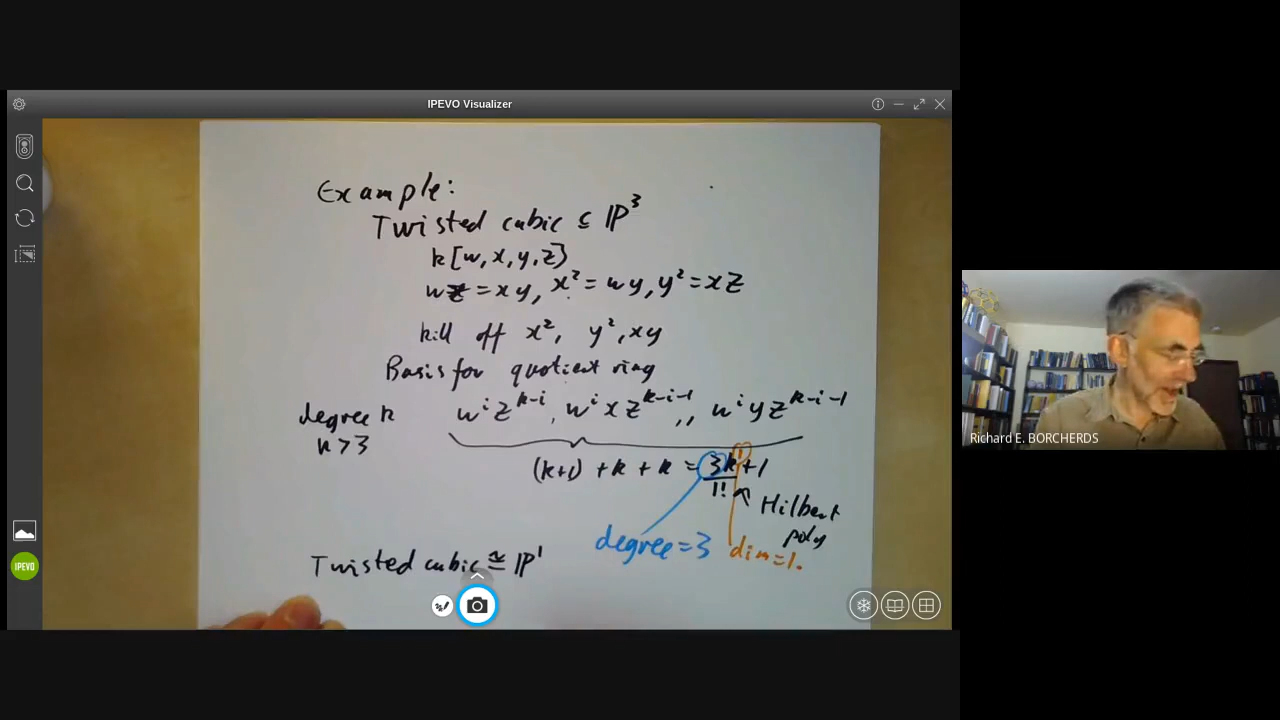 IPEVO Visualizer
Example:
Twisted cubic ⊆ ℙ³
k[w, x, y, z]
wz = xy, x² = wy, y² = xz
kill off x², y², xy
Basis for quotient ring
degree k
k > 3
wⁱz^{k-i}, wⁱxz^{k-i-1}, wⁱyz^{k-i-1}
(k+1) + k + k = 3k¹/1! + 1
Hilbert
poly
degree = 3
dim = 1.
Twisted cubic ≅ ℙ¹
IPEVO
Richard E. BORCHERDS